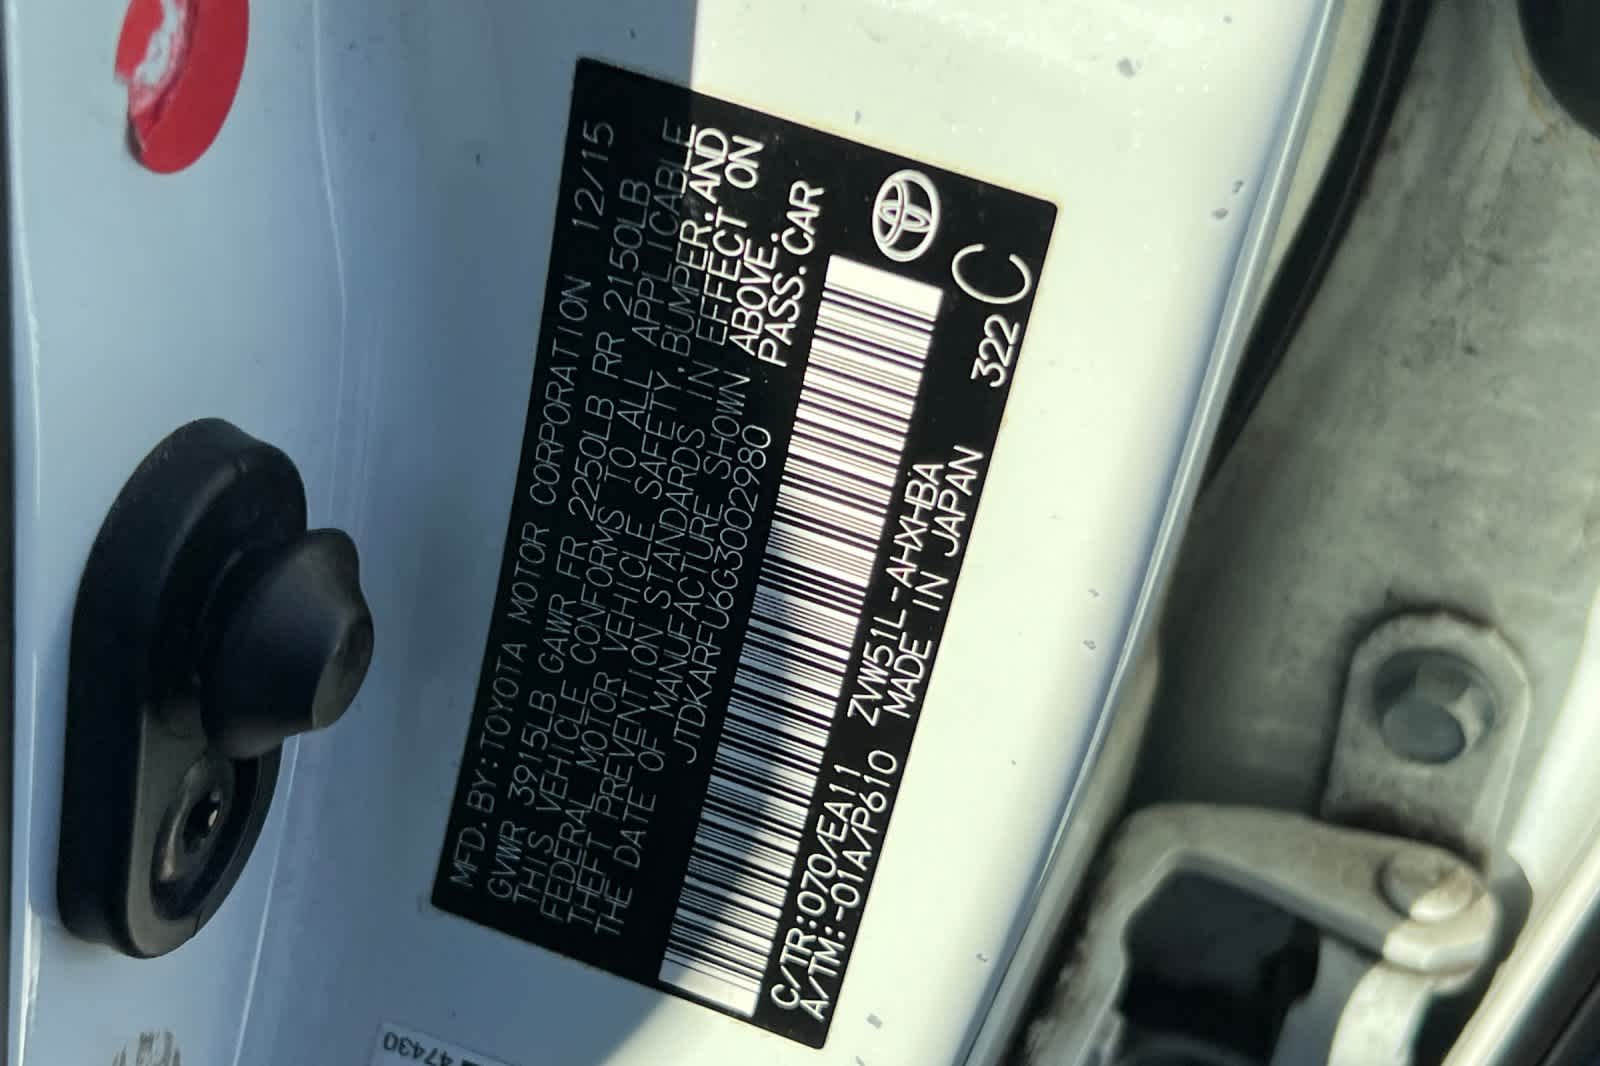 MFD.BY:TOYOTA MOTOR CORPORATION 12/15
GVWR 3915LB GAWR FR 2250LB RR 2150LB
THIS VEHICLE CONFORMS TO ALL APPLICABLE
FEDERAL MOTOR VEHICLE SAFETY, BUMPER, AND
THEFT PREVENTION STANDARDS IN EFFECT ON
THE DATE OF MANUFACTURE SHOWN ABOVE.
JTDKARFU6G3002980 PASS.CAR
C/TR:070/EA11 ZVW51L-AHXHBA
A/TM:-01A/P610 MADE IN JAPAN
322 C
47430